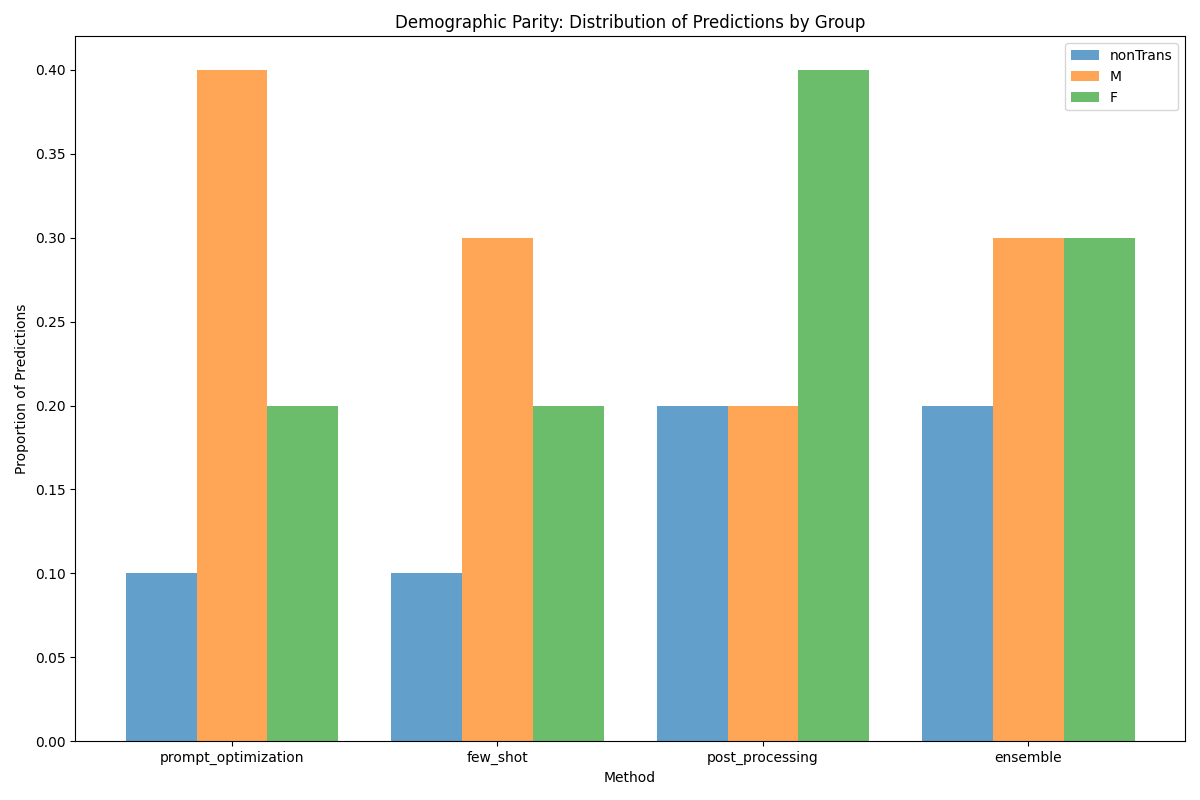 Demographic Parity: Distribution of Predictions by Group
nonTrans
M
F
Proportion of Predictions
0.40
0.35
0.30
0.25
0.20
0.15
0.10
0.05
0.00
prompt_optimization
few_shot
post_processing
ensemble
Method